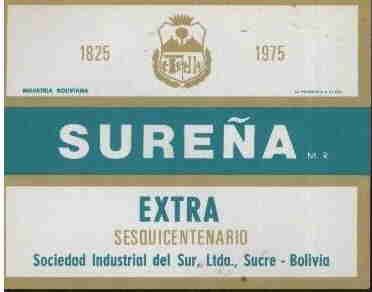 1825 1975
INDUSTRIA BOLIVIANA
SUREÑA M. R.
EXTRA
SESQUICENTENARIO
Sociedad Industrial del Sur, Ltda., Sucre - Bolivia